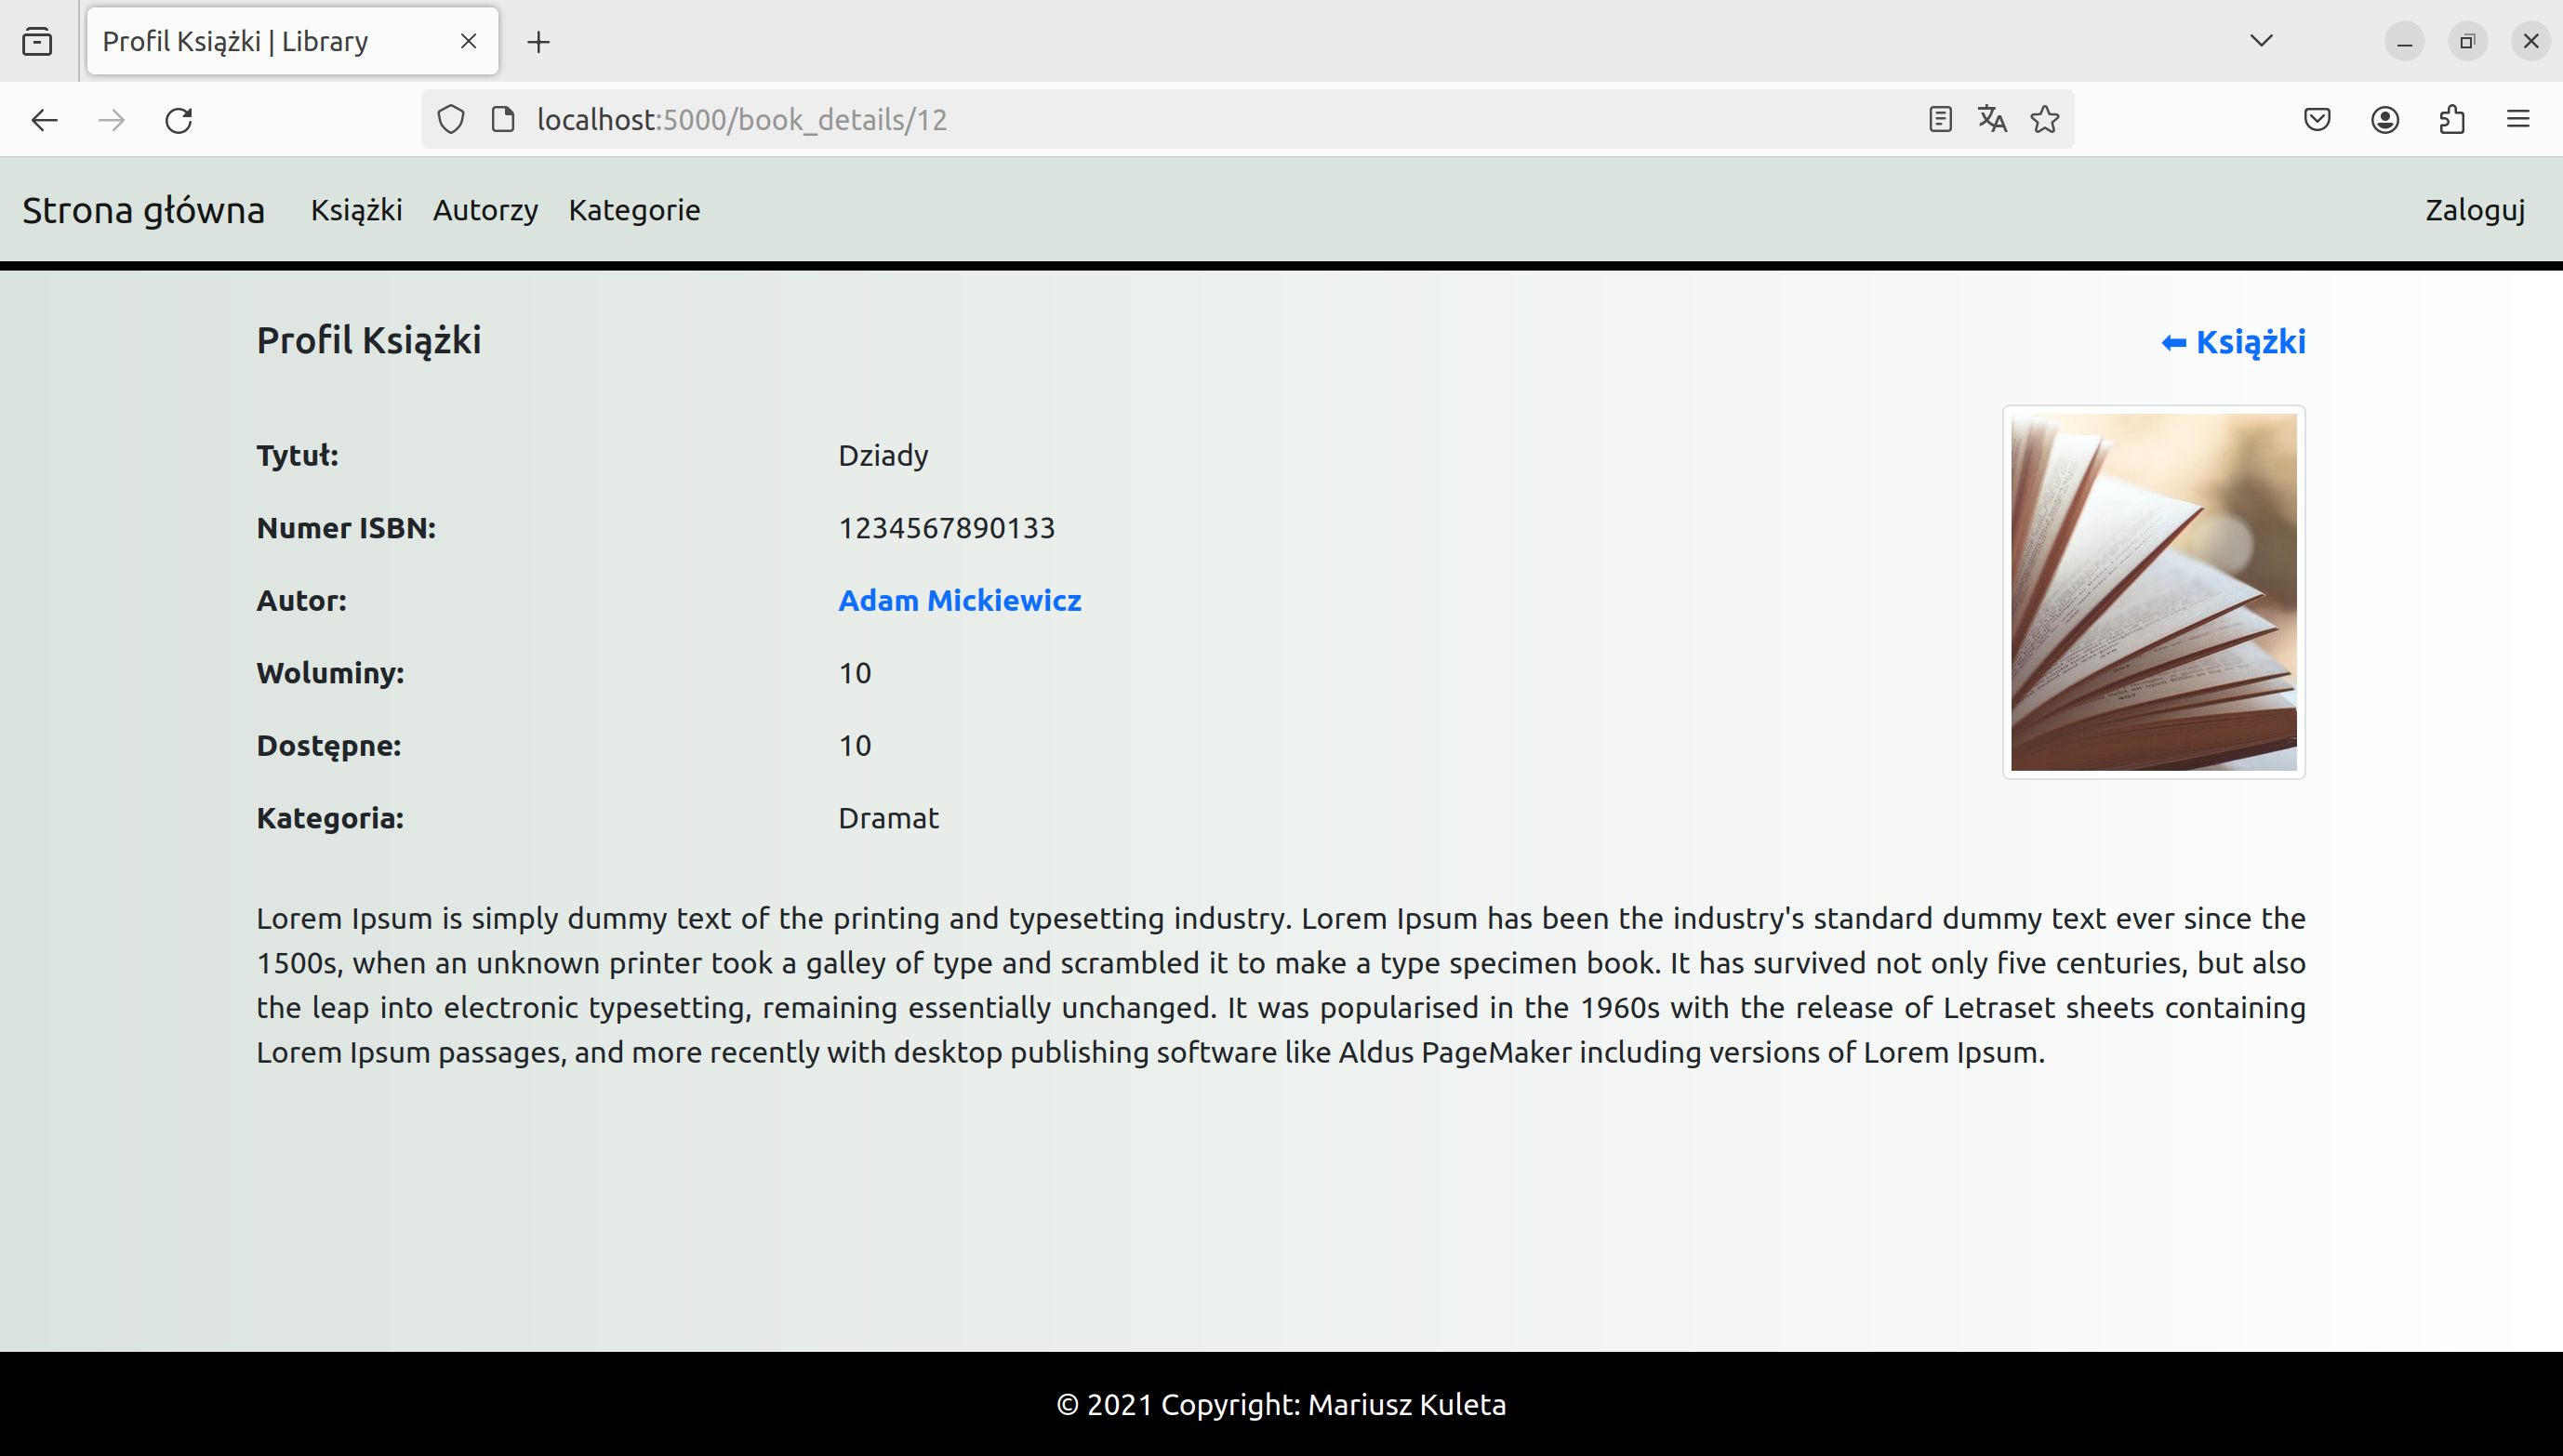 Profil Książki | Library
localhost:5000/book_details/12
Strona główna Książki Autorzy Kategorie Zaloguj
Profil Książki ⬅ Książki
Tytuł: Dziady
Numer ISBN: 1234567890133
Autor: Adam Mickiewicz
Woluminy: 10
Dostępne: 10
Kategoria: Dramat
Lorem Ipsum is simply dummy text of the printing and typesetting industry. Lorem Ipsum has been the industry's standard dummy text ever since the
1500s, when an unknown printer took a galley of type and scrambled it to make a type specimen book. It has survived not only five centuries, but also
the leap into electronic typesetting, remaining essentially unchanged. It was popularised in the 1960s with the release of Letraset sheets containing
Lorem Ipsum passages, and more recently with desktop publishing software like Aldus PageMaker including versions of Lorem Ipsum.
© 2021 Copyright: Mariusz Kuleta